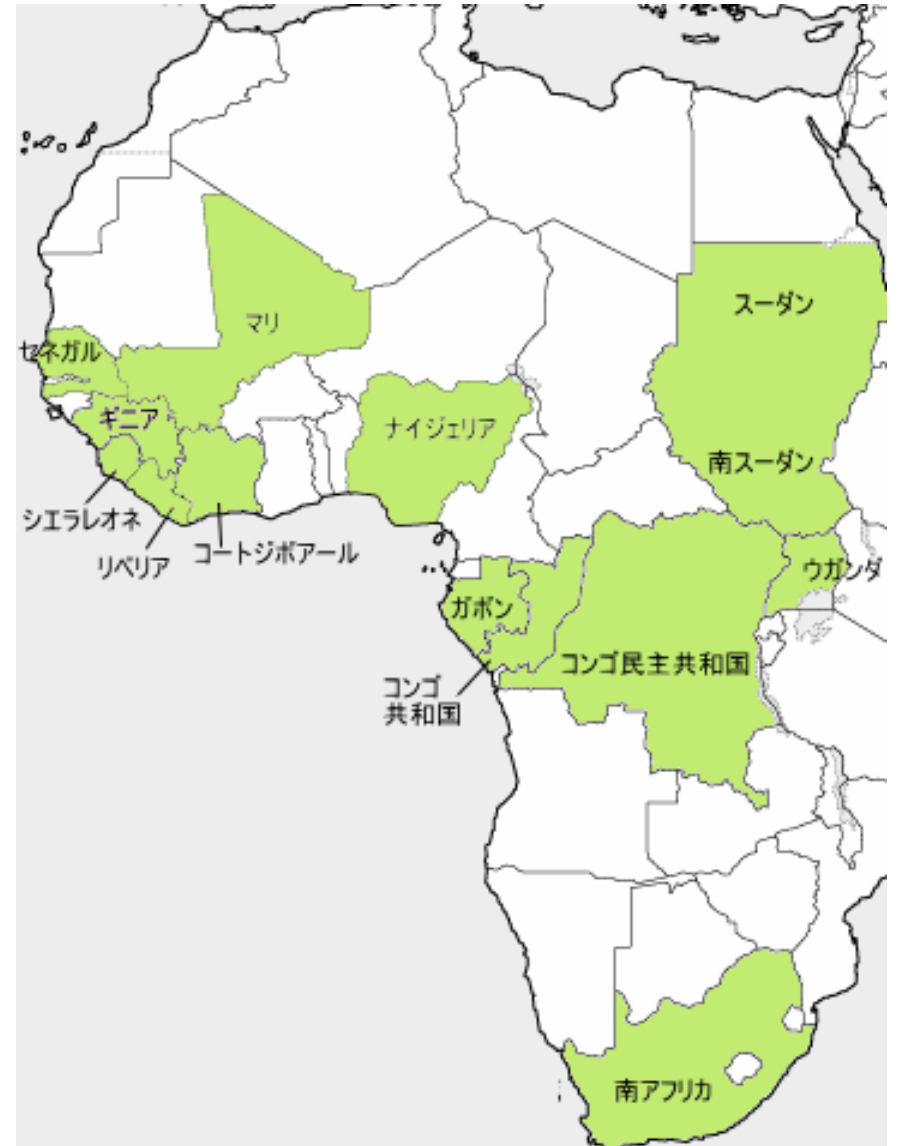 スーダン
マリ
セネガル
ギニア
ナイジェリア
南スーダン
シエラレオネ
リベリア
コートジボアール
ウガンダ
ガボン
コンゴ民主共和国
コンゴ
共和国
南アフリカ